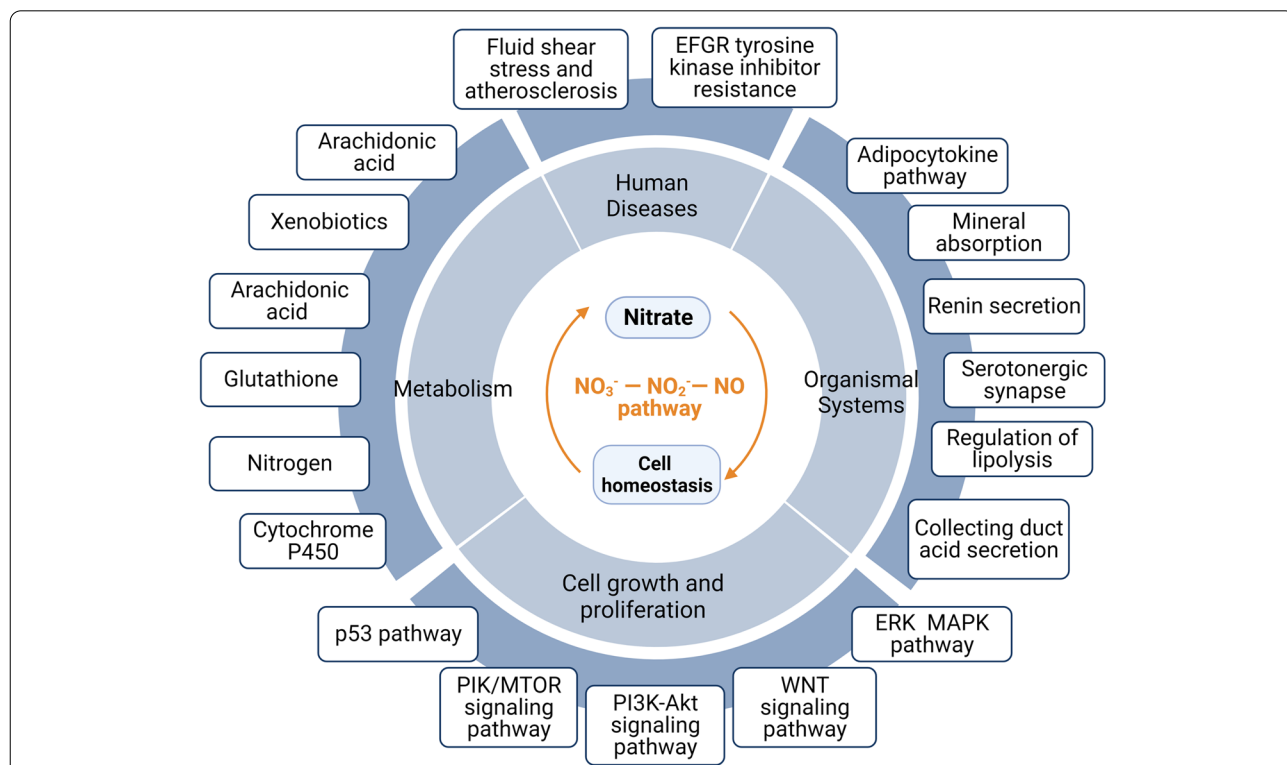 Fluid shear
stress and
atherosclerosis
EFGR tyrosine
kinase inhibitor
resistance
Arachidonic
acid
Xenobiotics
Arachidonic
acid
Glutathione
Nitrogen
Cytochrome
P450
Adipocytokine
pathway
Mineral
absorption
Renin secretion
Serotonergic
synapse
Regulation of
lipolysis
Collecting duct
acid secretion
Human
Diseases
Metabolism
Organismal
Systems
Cell growth and
proliferation
Nitrate
NO₃⁻ — NO₂⁻— NO
pathway
Cell
homeostasis
p53 pathway
PIK/MTOR
signaling
pathway
PI3K-Akt
signaling
pathway
WNT
signaling
pathway
ERK MAPK
pathway